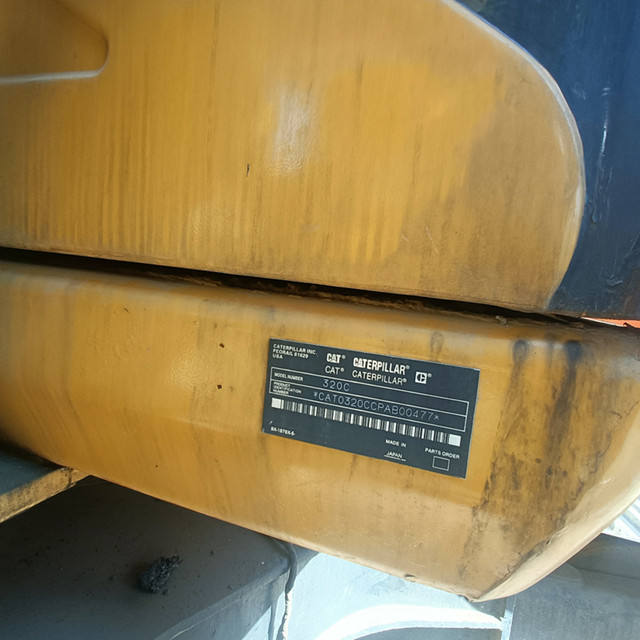 CATERPILLAR INC.
PEORIA, IL 61629
USA
CAT® CATERPILLAR®
CAT® CATERPILLAR®
MODEL NUMBER
320C
PRODUCT
IDENTIFICATION
NUMBER
*CAT0320CCPAB00477*
MADE IN
JAPAN
PARTS ORDER